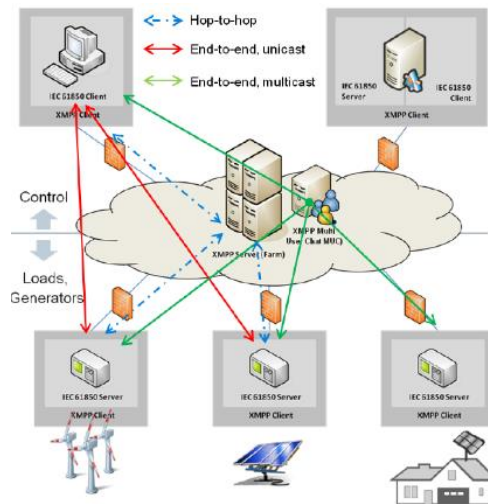 Hop-to-hop
End-to-end, unicast
End-to-end, multicast
IEC 61850 Client
XMPP Client
IEC 61850
Server
IEC 61850
Client
XMPP Client
Control
Loads,
Generators
XMPP Server (Farm)
XMPP Multi
User Chat MUC)
IEC 61850 Server
XMPP Client
IEC 61850 Server
XMPP Client
IEC 61850 Server
XMPP Client